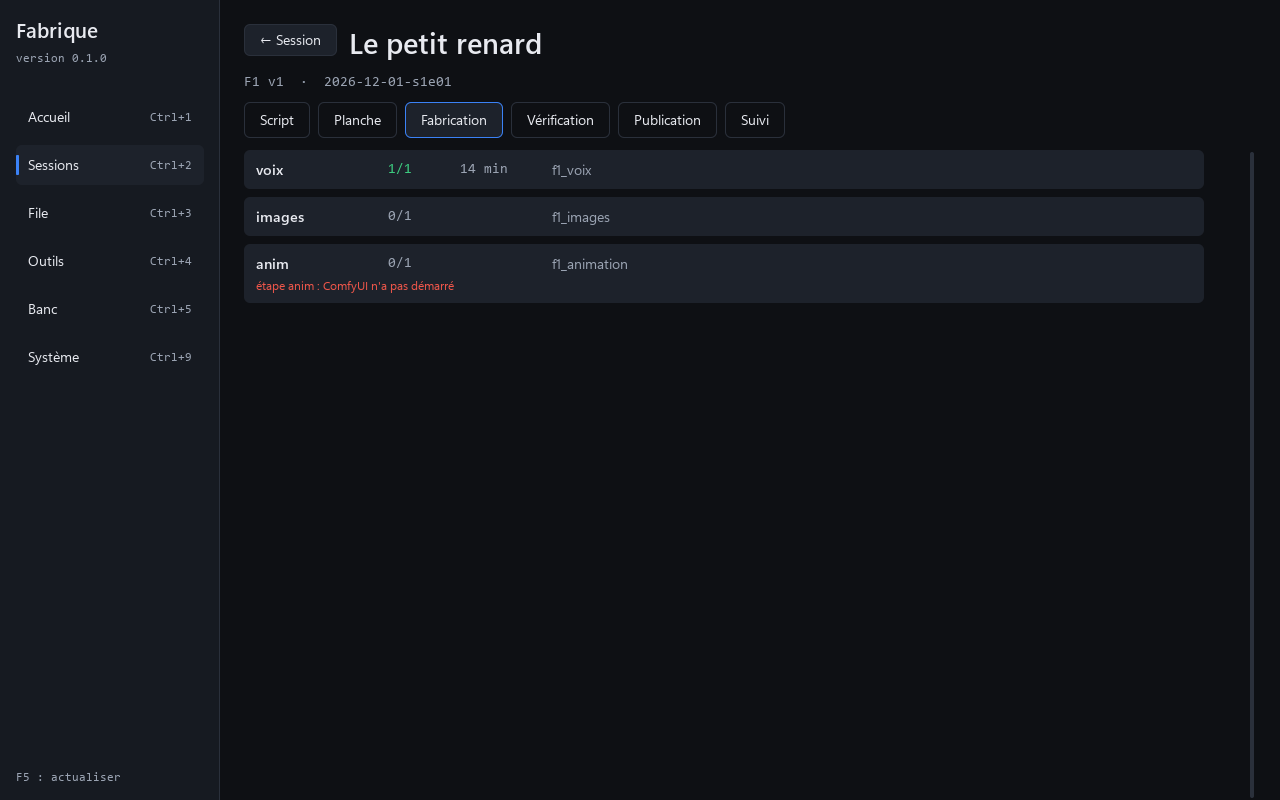 Fabrique
version 0.1.0
Accueil Ctrl+1
Sessions Ctrl+2
File Ctrl+3
Outils Ctrl+4
Banc Ctrl+5
Système Ctrl+9
F5 : actualiser
← Session Le petit renard
F1 v1 · 2026-12-01-s1e01
Script Planche Fabrication Vérification Publication Suivi
voix 1/1 14 min f1_voix
images 0/1 f1_images
anim 0/1 f1_animation
étape anim : ComfyUI n'a pas démarré